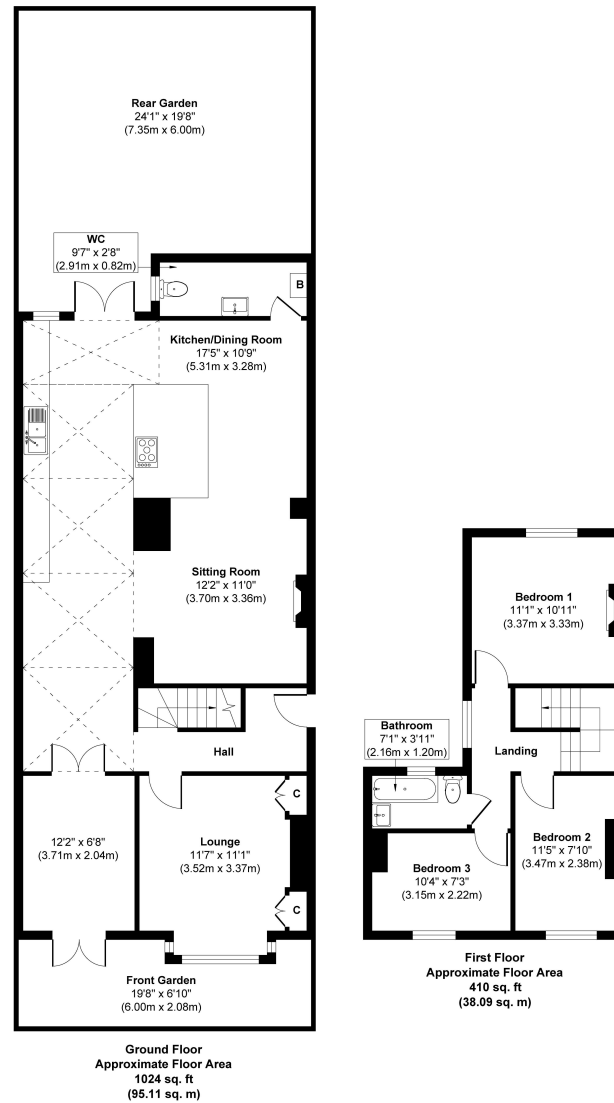 Rear Garden
24'1" x 19'8"
(7.35m x 6.00m)
WC
9'7" x 2'8"
(2.91m x 0.82m)
B
Kitchen/Dining Room
17'5" x 10'9"
(5.31m x 3.28m)
Sitting Room
12'2" x 11'0"
(3.70m x 3.36m)
Hall
12'2" x 6'8"
(3.71m x 2.04m)
Lounge
11'7" x 11'1"
(3.52m x 3.37m)
C
C
Front Garden
19'8" x 6'10"
(6.00m x 2.08m)
Ground Floor
Approximate Floor Area
1024 sq. ft
(95.11 sq. m)
Bedroom 1
11'1" x 10'11"
(3.37m x 3.33m)
Bathroom
7'1" x 3'11"
(2.16m x 1.20m)
Landing
Bedroom 2
11'5" x 7'10"
(3.47m x 2.38m)
Bedroom 3
10'4" x 7'3"
(3.15m x 2.22m)
First Floor
Approximate Floor Area
410 sq. ft
(38.09 sq. m)